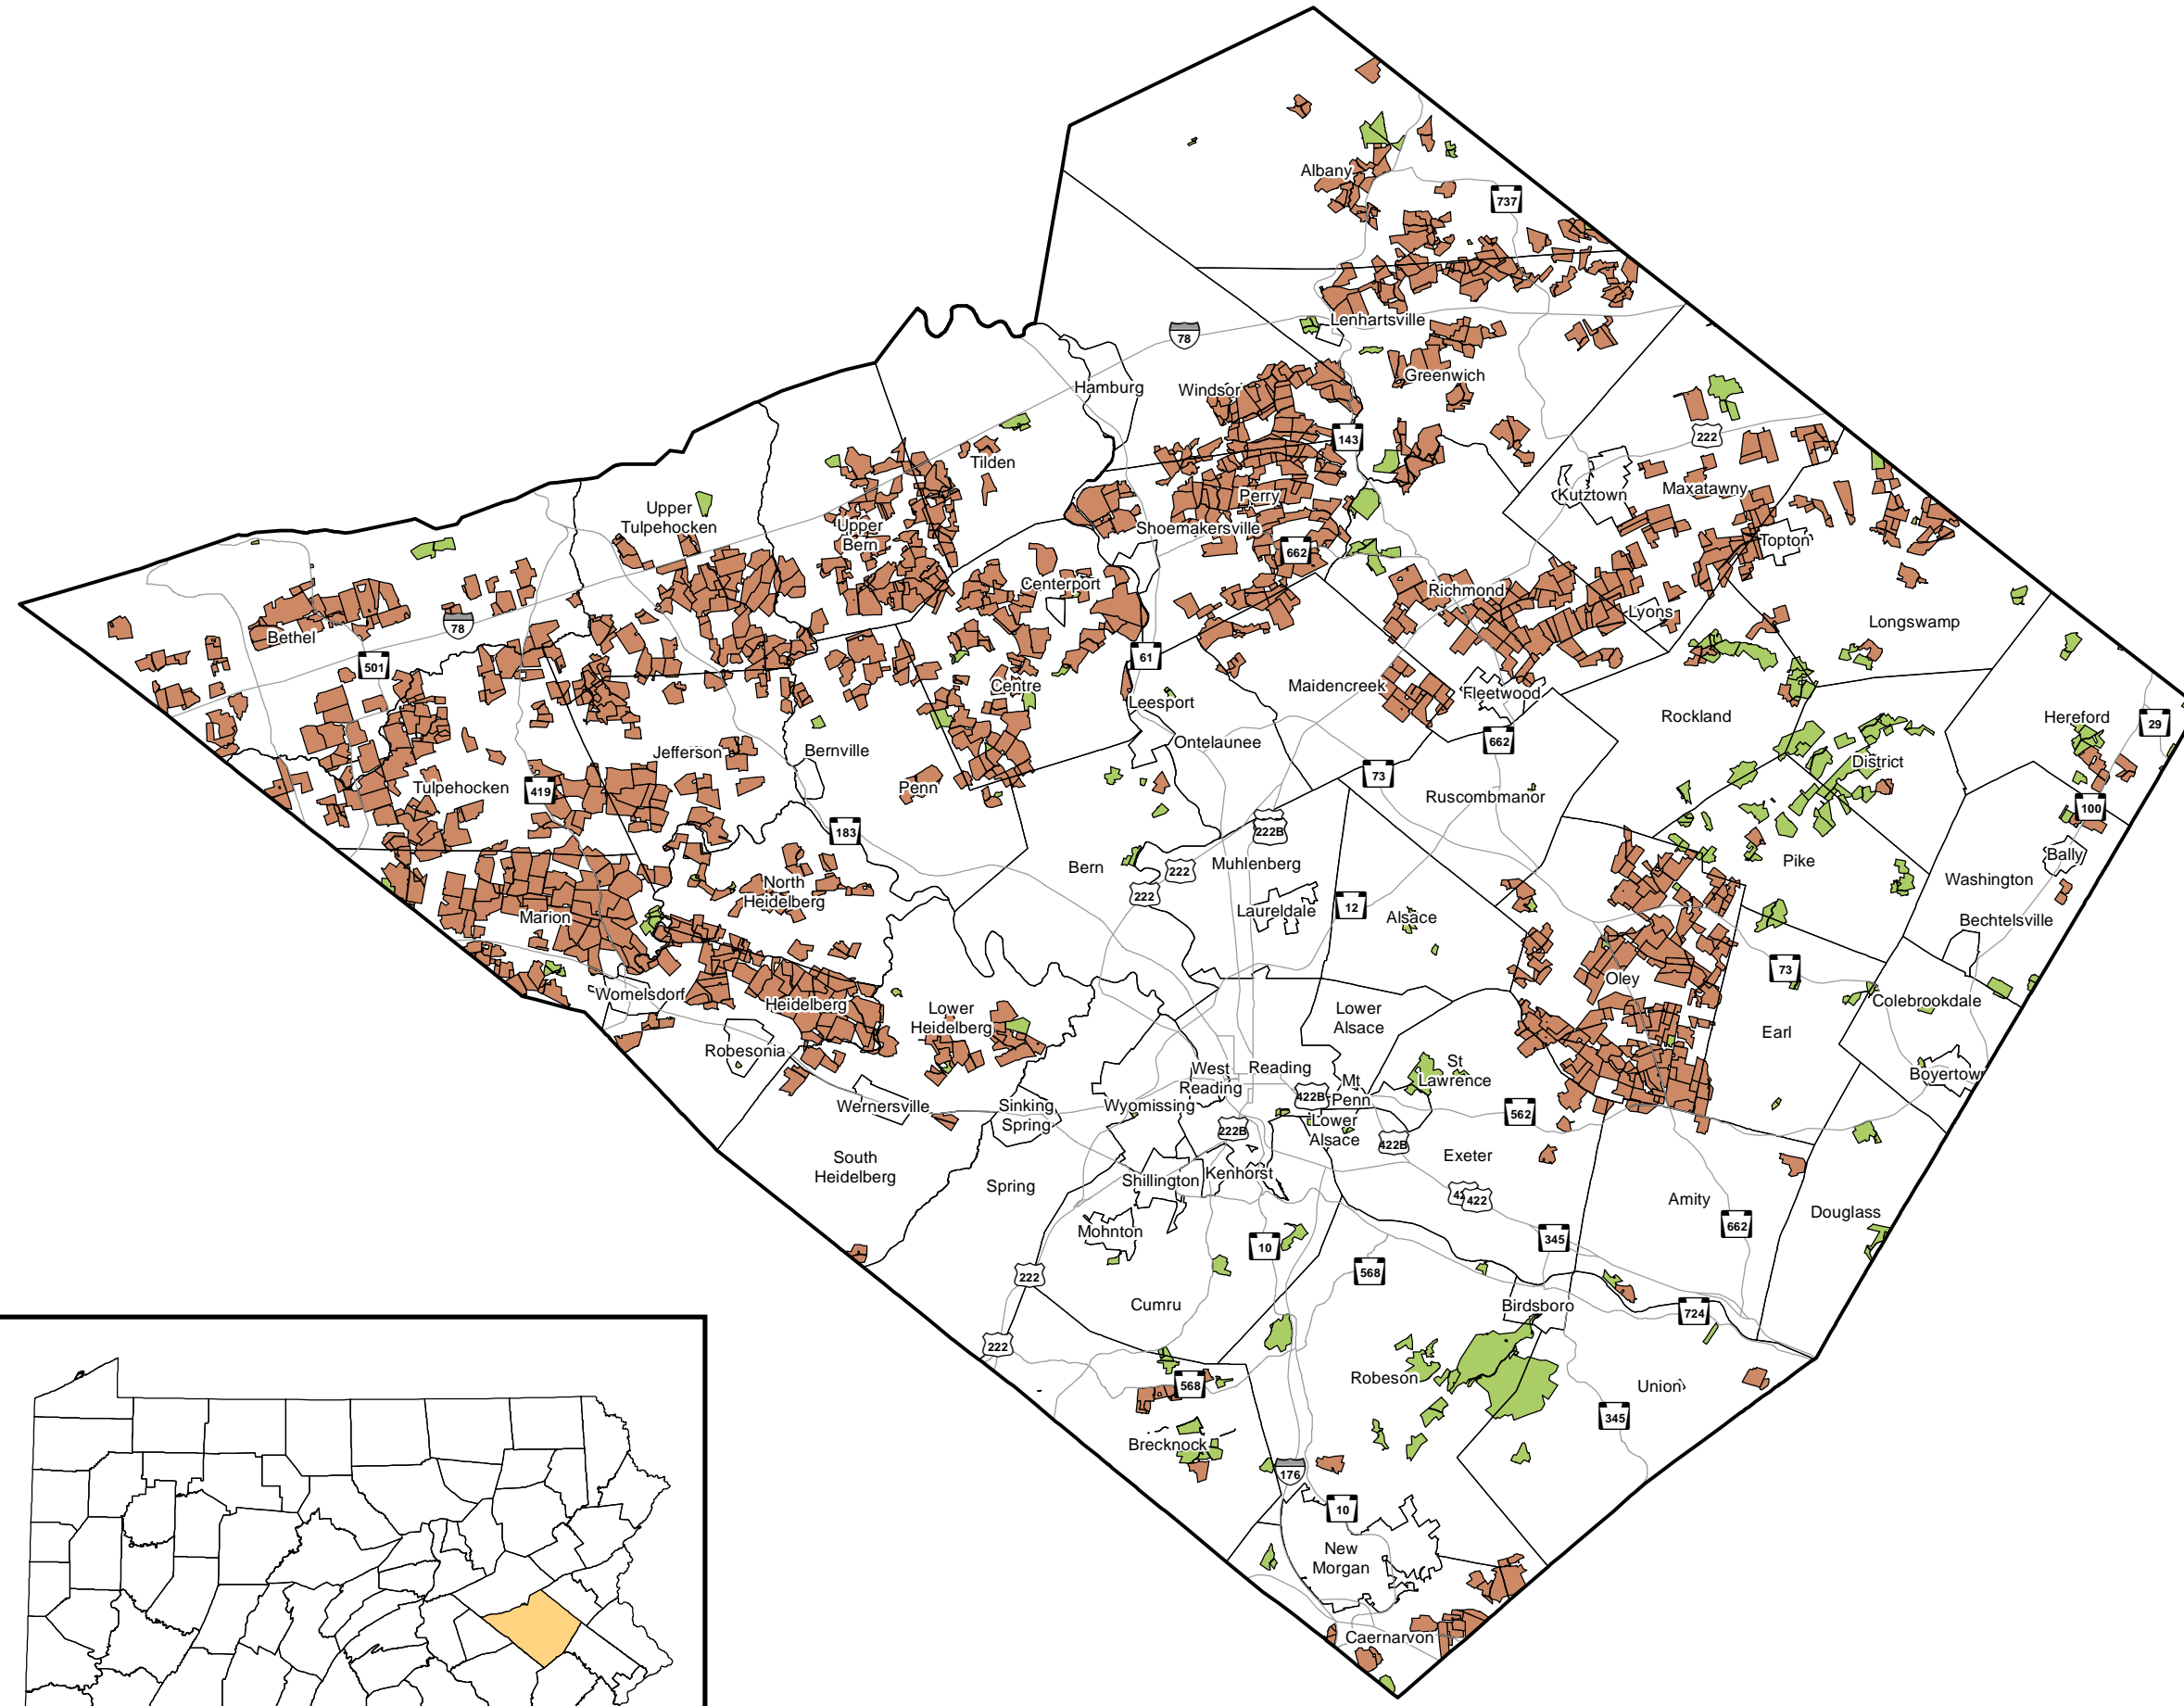 Albany
737
Lenhartsville
78
Hamburg
Windsor
Greenwich
143
222
Tilden
Kutztown
Maxatawny
Perry
Upper
Tulpehocken
Upper
Bern
Shoemakersville
662
Topton
Centerport
Richmond
Lyons
Longswamp
78
Bethel
501
61
Centre
Leesport
Maidencreek
Fleetwood
Rockland
Hereford
29
Jefferson
Bernville
Ontelaunee
662
District
Tulpehocken
419
Penn
73
Ruscombmanor
100
183
222B
Bern
222
Muhlenberg
Pike
Bally
North
Heidelberg
222
Washington
Marion
Laureldale
12
Alsace
Bechtelsville
Oley
73
Womelsdorf
Heidelberg
Lower
Heidelberg
Lower
Alsace
Colebrookdale
Earl
Robesonia
West
Reading
Reading
St
Lawrence
Boyertown
Mt
Penn
422B
Wernersville
Sinking
Spring
Wyomissing
562
222B
Lower
Alsace
422B
South
Heidelberg
Exeter
Spring
Shillington
Kenhorst
42
422
Amity
Douglass
662
Mohnton
10
345
222
568
Cumru
Birdsboro
724
222
568
Robeson
Union
345
Brecknock
176
10
New
Morgan
Caernarvon